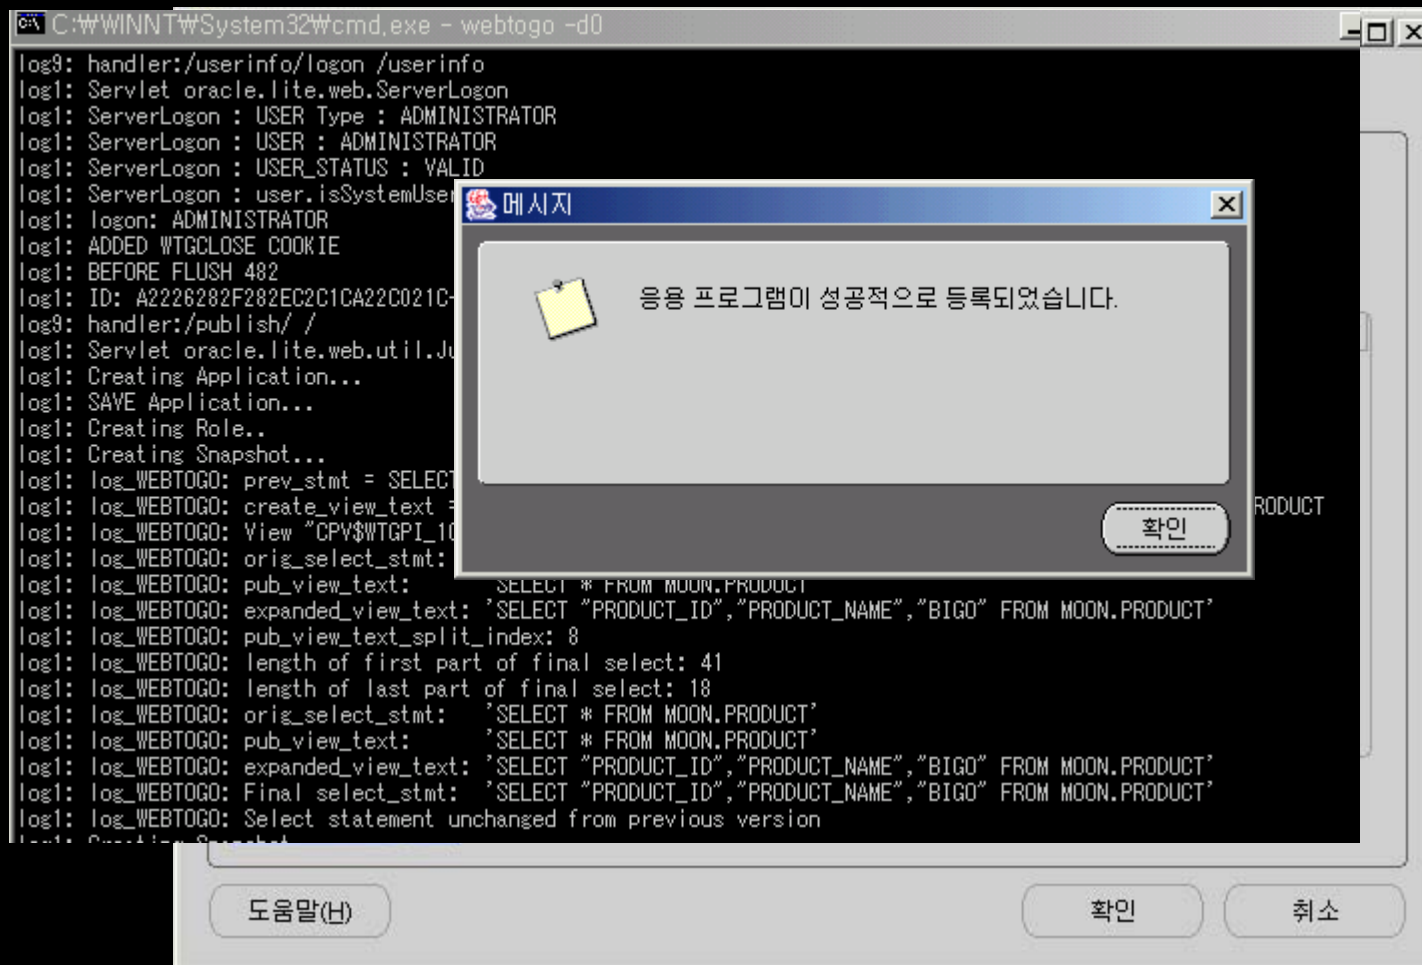 C:\WINNT\System32\cmd.exe - webtogo -d0
log9: handler:/userinfo/logon /userinfo
log1: Servlet oracle.lite.web.ServerLogon
log1: ServerLogon : USER Type : ADMINISTRATOR
log1: ServerLogon : USER : ADMINISTRATOR
log1: ServerLogon : USER_STATUS : VALID
log1: ServerLogon : user.isSystemUser
log1: logon: ADMINISTRATOR
log1: ADDED WTGCLOSE COOKIE
log1: BEFORE FLUSH 482
log1: ID: A2226282F282EC2C1CA22C021C-
log9: handler:/publish/ /
log1: Servlet oracle.lite.web.util.Ju
log1: Creating Application...
log1: SAVE Application...
log1: Creating Role..
log1: Creating Snapshot...
log1: log_WEBTOGO: prev_stmt = SELECT
log1: log_WEBTOGO: create_view_text = RODUCT
log1: log_WEBTOGO: View "CPV$WTGPI_10
log1: log_WEBTOGO: orig_select_stmt:
log1: log_WEBTOGO: pub_view_text: 'SELECT * FROM MOON.PRODUCT'
log1: log_WEBTOGO: expanded_view_text: 'SELECT "PRODUCT_ID","PRODUCT_NAME","BIGO" FROM MOON.PRODUCT'
log1: log_WEBTOGO: pub_view_text_split_index: 8
log1: log_WEBTOGO: length of first part of final select: 41
log1: log_WEBTOGO: length of last part of final select: 18
log1: log_WEBTOGO: orig_select_stmt: 'SELECT * FROM MOON.PRODUCT'
log1: log_WEBTOGO: pub_view_text: 'SELECT * FROM MOON.PRODUCT'
log1: log_WEBTOGO: expanded_view_text: 'SELECT "PRODUCT_ID","PRODUCT_NAME","BIGO" FROM MOON.PRODUCT'
log1: log_WEBTOGO: Final select_stmt: 'SELECT "PRODUCT_ID","PRODUCT_NAME","BIGO" FROM MOON.PRODUCT'
log1: log_WEBTOGO: Select statement unchanged from previous version
메시지
응용 프로그램이 성공적으로 등록되었습니다.
확인
도움말(H)
확인
취소